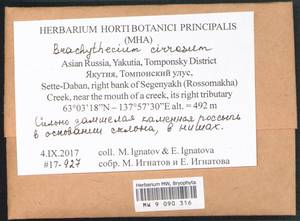 HERBARIUM HORTI BOTANICI PRINCIPALIS
(MHA)
Brachythecium cirrosum
Asian Russia, Yakutia, Tomponsky District
Якутия, Томпонский улус,
Sette-Daban, right bank of Segenyakh (Rossomakha)
Creek, near the mouth of a creek, its right tributary
63°03'18"N – 137°57'30"E alt. = 492 m
Сильно замшелая каменная россыпь
в основании склона, в нишах.
4.IX.2017 coll. M. Ignatov & E. Ignatova
#17-927 собр. М. Игнатов и Е. Игнатова
Herbarium MW, Bryophyta
MW 9 090 316